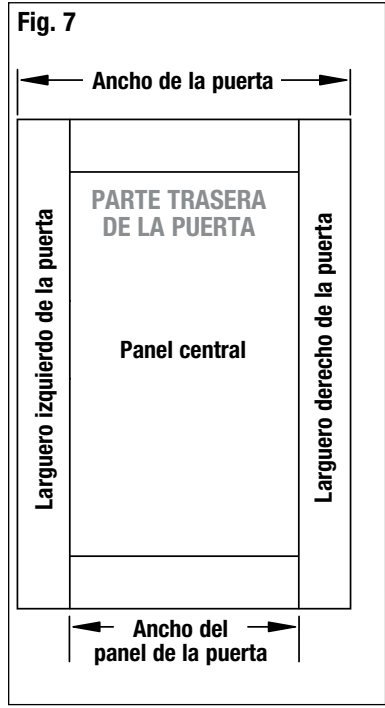 Fig. 7
Ancho de la puerta
PARTE TRASERA
DE LA PUERTA
Larguero izquierdo de la puerta
Panel central
Larguero derecho de la puerta
Ancho del
panel de la puerta